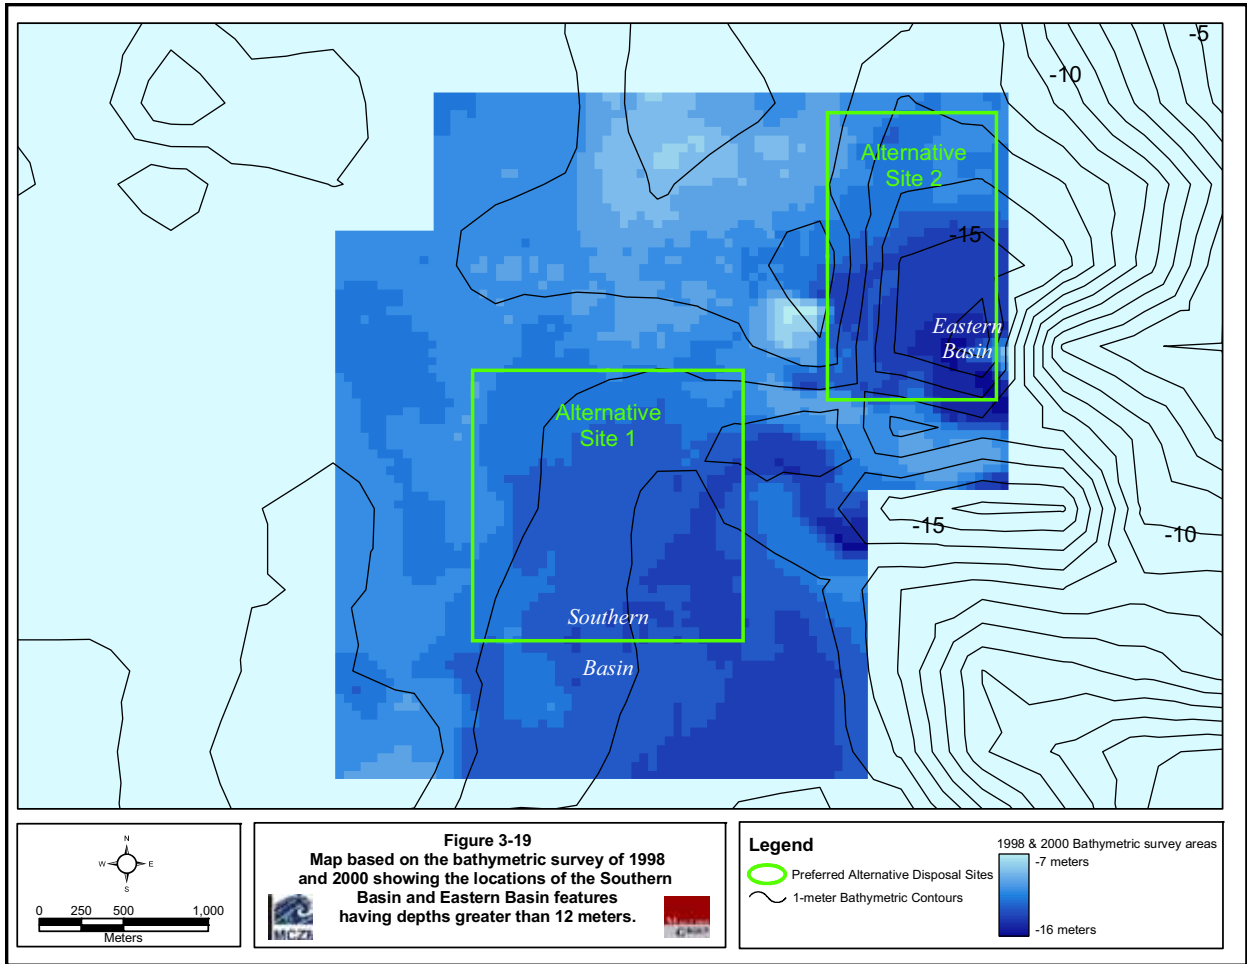 -5
-10
Alternative
Site 2
-15
Eastern
Basin
Alternative
Site 1
-15
-10
Southern
Basin
N
W
E
S
0 250 500 1,000
Meters
Figure 3-19
Map based on the bathymetric survey of 1998
and 2000 showing the locations of the Southern
Basin and Eastern Basin features
having depths greater than 12 meters.
Legend
Preferred Alternative Disposal Sites
1-meter Bathymetric Contours
1998 & 2000 Bathymetric survey areas
-7 meters
-16 meters